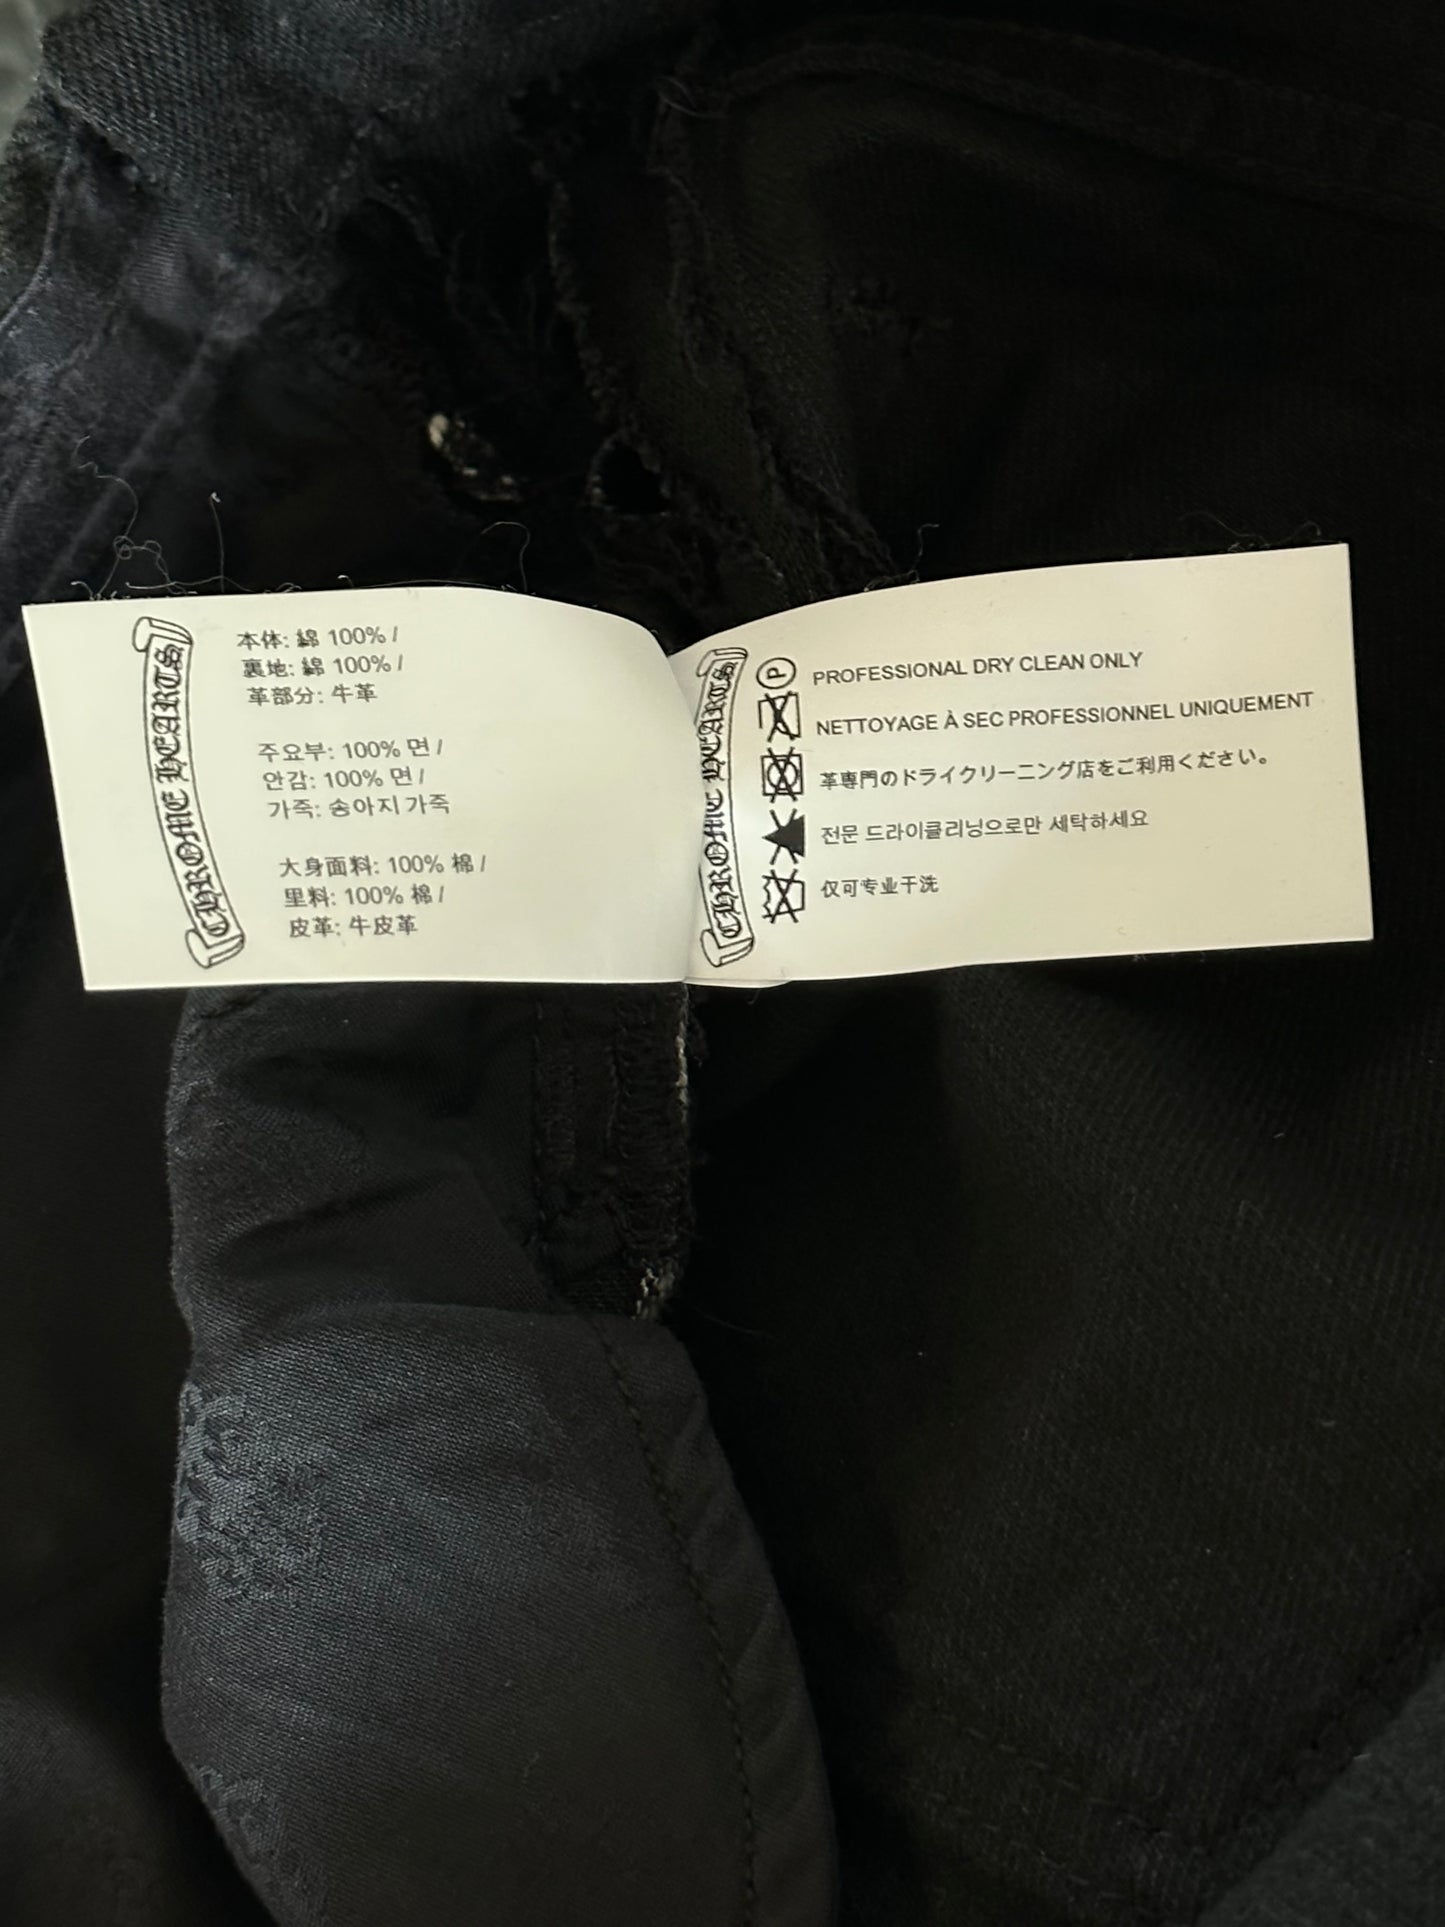 CHROME HEARTS
本体: 綿 100% /
裏地: 綿 100% /
革部分: 牛革
주요부: 100% 면 /
안감: 100% 면 /
가죽: 송아지 가죽
大身面料: 100% 棉 /
里料: 100% 棉 /
皮革: 牛皮革
CHROME HEARTS
P
PROFESSIONAL DRY CLEAN ONLY
NETTOYAGE À SEC PROFESSIONNEL UNIQUEMENT
革専門のドライクリーニング店をご利用ください。
전문 드라이클리닝으로만 세탁하세요
仅可专业干洗